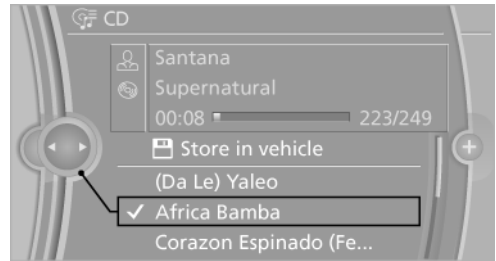 CD
Santana
Supernatural
00:08 223/249
Store in vehicle
(Da Le) Yaleo
Africa Bamba
Corazon Espinado (Fe...